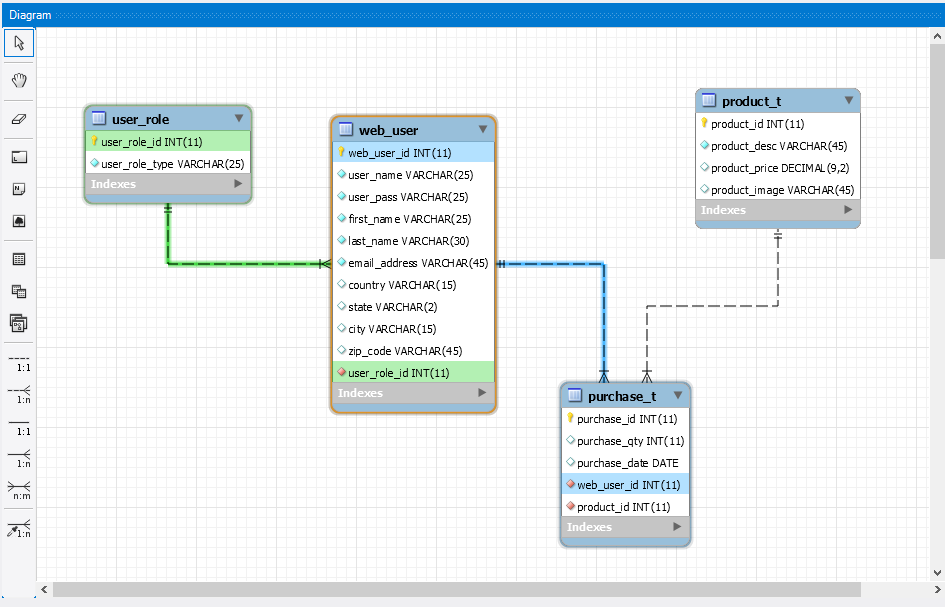 Diagram
user_role
user_role_id INT(11)
user_role_type VARCHAR(25)
Indexes
web_user
web_user_id INT(11)
user_name VARCHAR(25)
user_pass VARCHAR(25)
first_name VARCHAR(25)
last_name VARCHAR(30)
email_address VARCHAR(45)
country VARCHAR(15)
state VARCHAR(2)
city VARCHAR(15)
zip_code VARCHAR(45)
user_role_id INT(11)
Indexes
product_t
product_id INT(11)
product_desc VARCHAR(45)
product_price DECIMAL(9,2)
product_image VARCHAR(45)
Indexes
purchase_t
purchase_id INT(11)
purchase_qty INT(11)
purchase_date DATE
web_user_id INT(11)
product_id INT(11)
Indexes
1:1
1:n
1:1
1:n
n:m
1:n